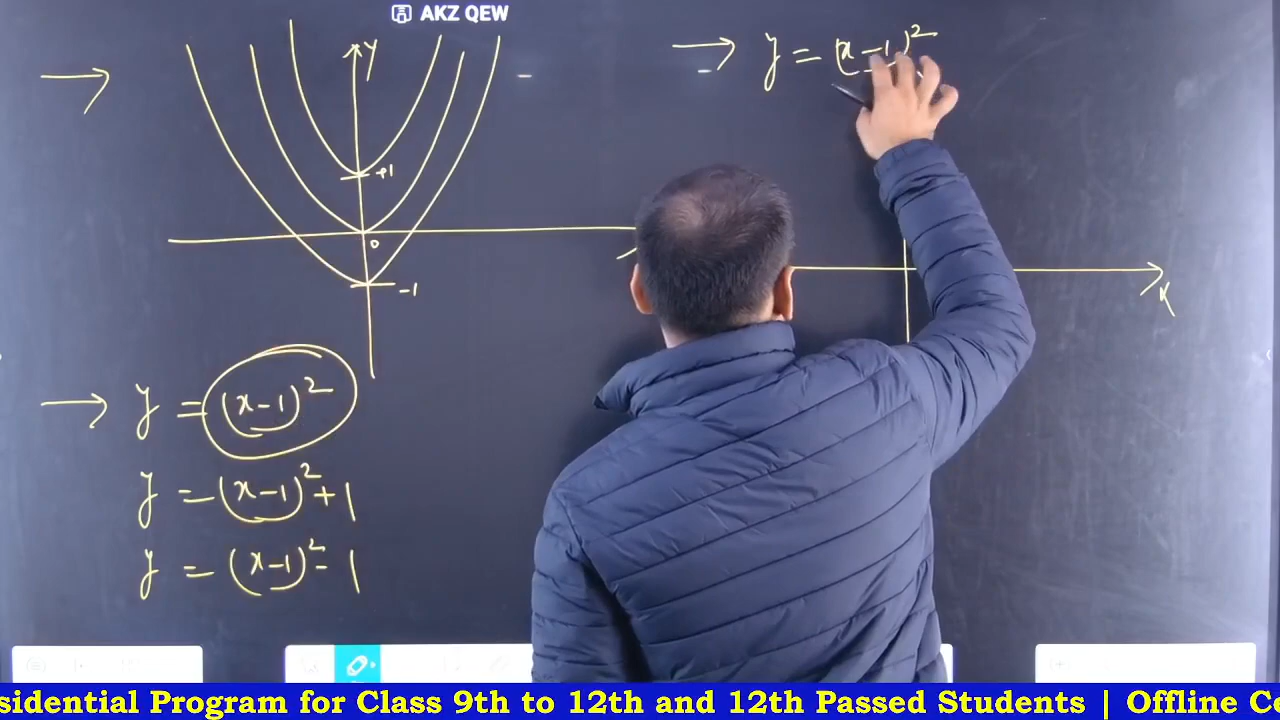 AKZ QEW
→ y = (x-1)²
y
+1
0
-1
x
→ y = (x-1)²
y = (x-1)² + 1
y = (x-1)² - 1
sidential Program for Class 9th to 12th and 12th Passed Students | Offline Co